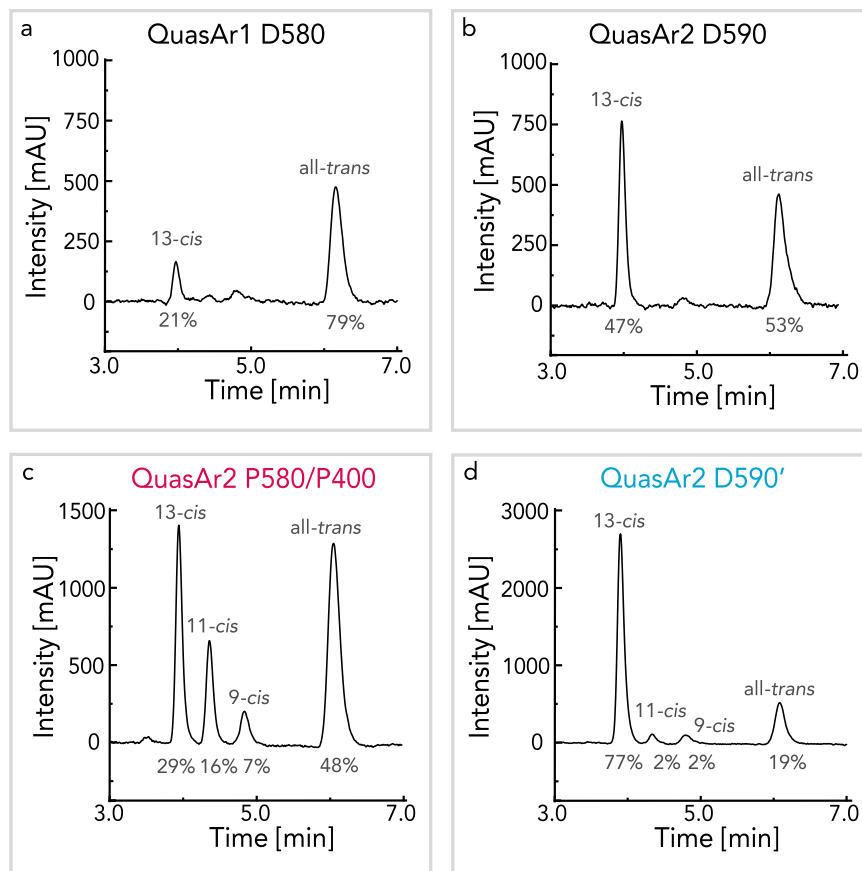 a
QuasAr1 D580
1000
750
500
250
0
Intensity [mAU]
13-cis
all-trans
21%
79%
3.0
5.0
7.0
Time [min]
b
QuasAr2 D590
1000
750
500
250
0
Intensity [mAU]
13-cis
all-trans
47%
53%
3.0
5.0
7.0
Time [min]
c
QuasAr2 P580/P400
1500
1000
500
0
Intensity [mAU]
13-cis
11-cis
9-cis
all-trans
29%
16%
7%
48%
3.0
5.0
7.0
Time [min]
d
QuasAr2 D590′
3000
2000
1000
0
Intensity [mAU]
13-cis
11-cis
9-cis
all-trans
77%
2%
2%
19%
3.0
5.0
7.0
Time [min]